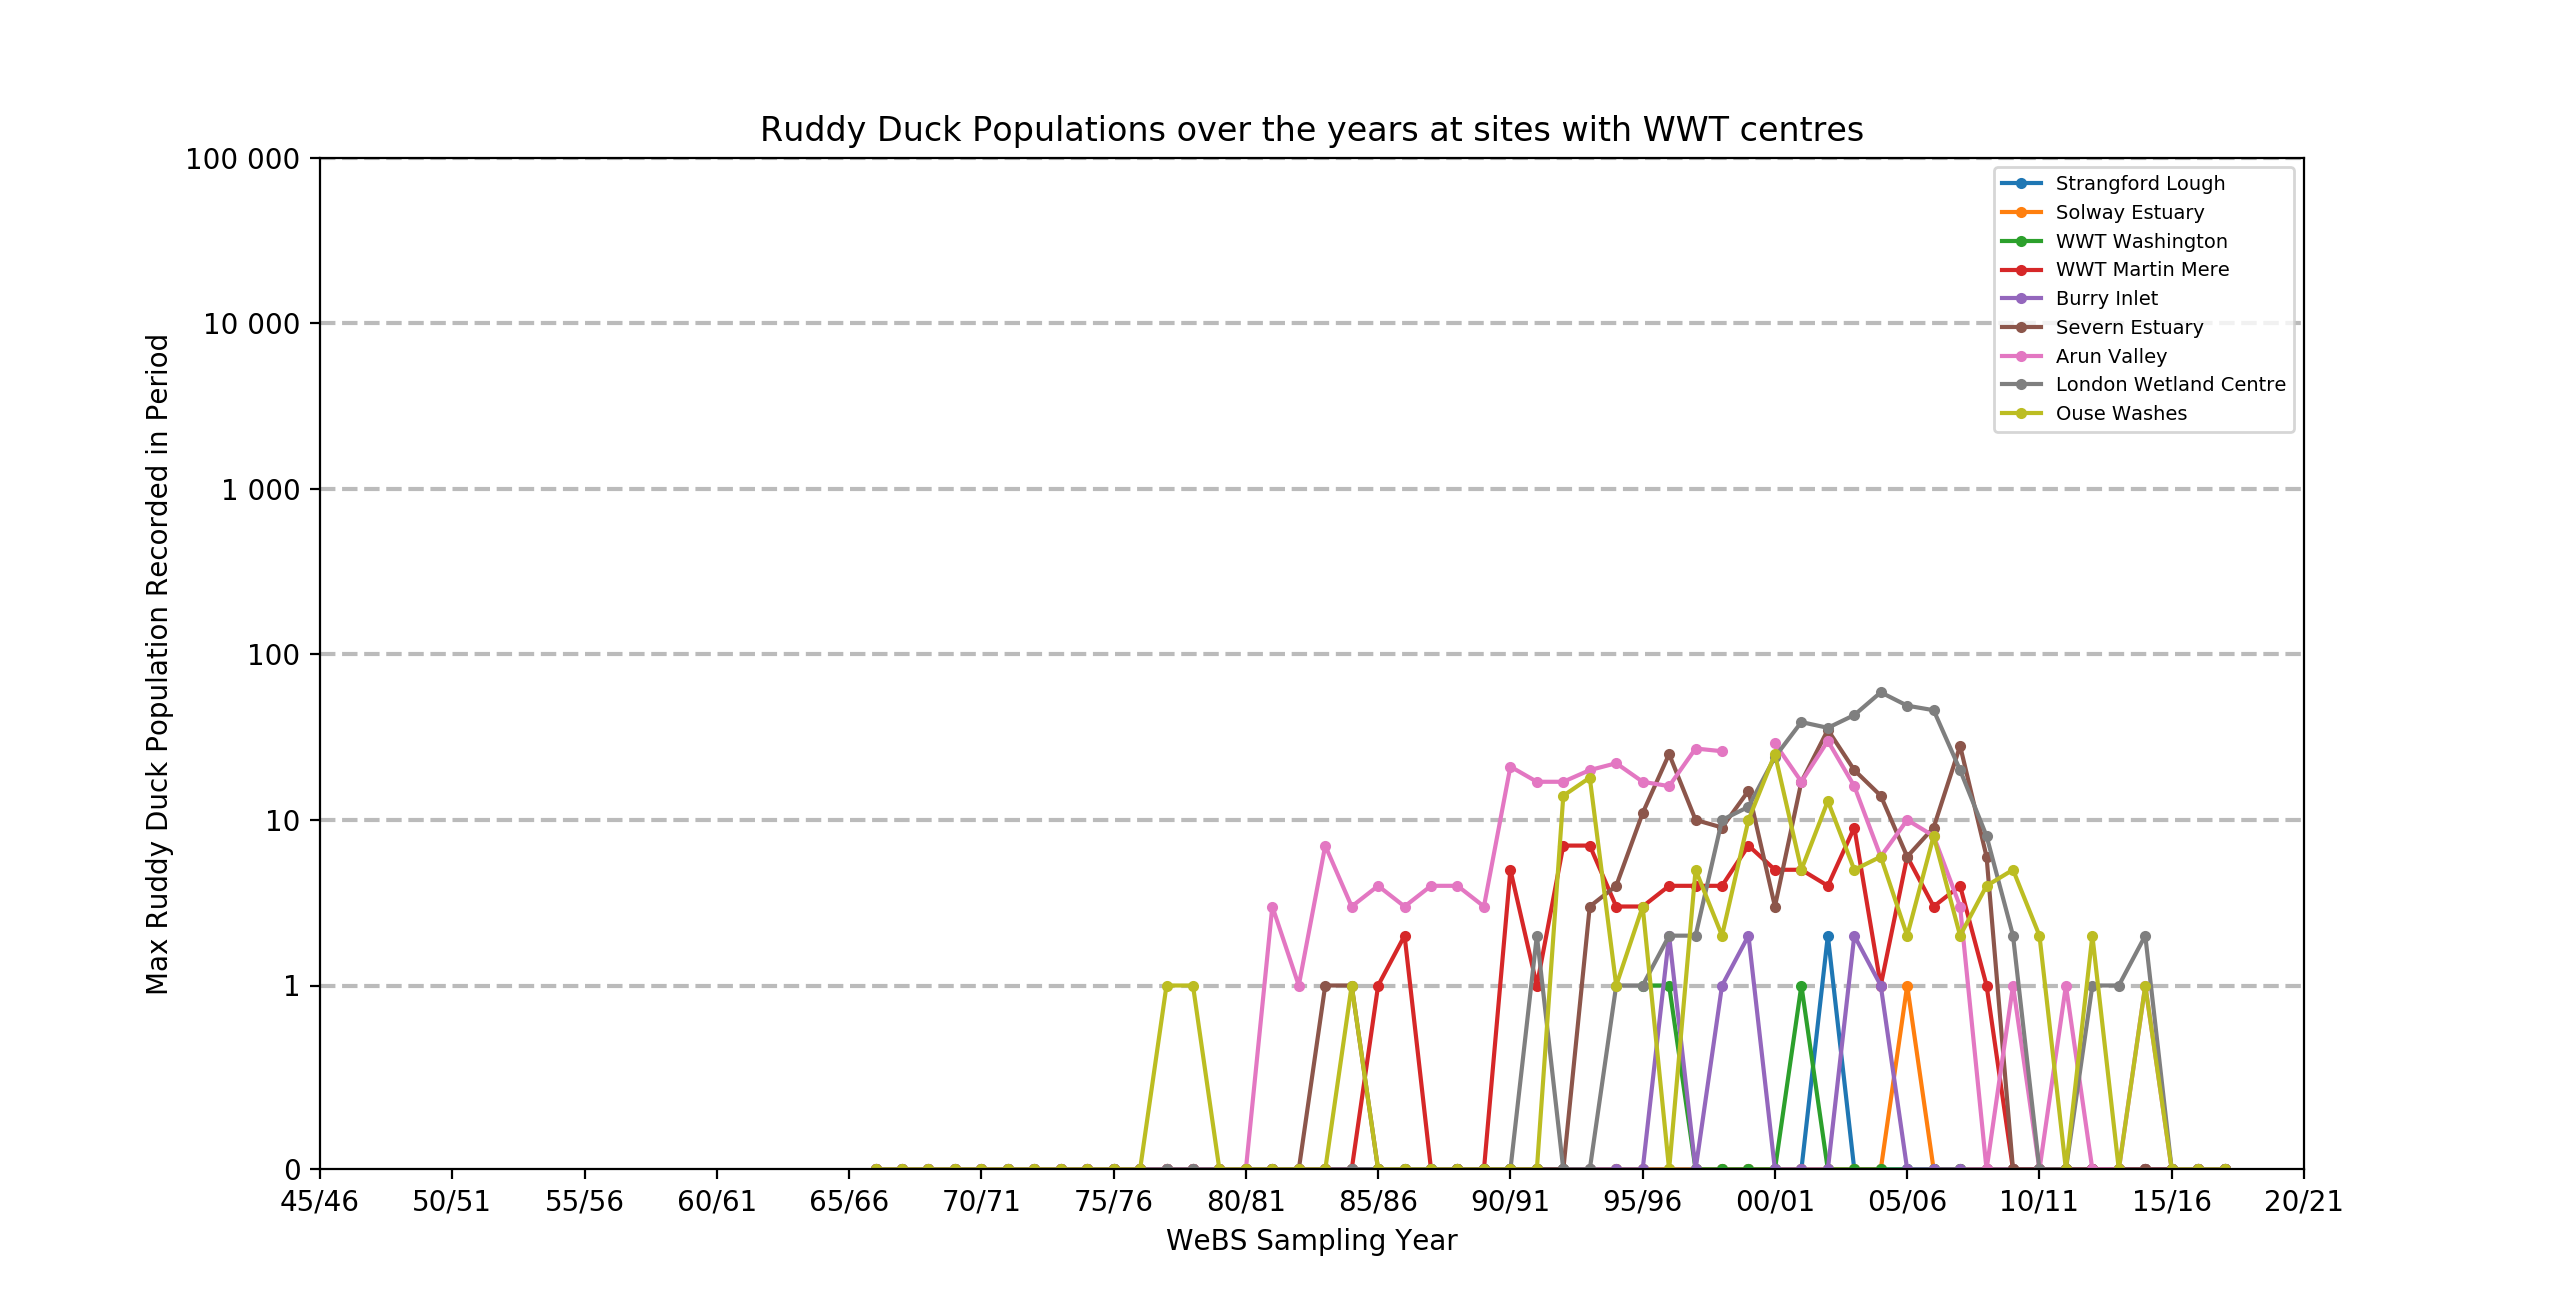 Ruddy Duck Populations over the years at sites with WWT centres
Max Ruddy Duck Population Recorded in Period
100 000
10 000
1 000
100
10
1
0
Strangford Lough
Solway Estuary
WWT Washington
WWT Martin Mere
Burry Inlet
Severn Estuary
Arun Valley
London Wetland Centre
Ouse Washes
45/46 50/51 55/56 60/61 65/66 70/71 75/76 80/81 85/86 90/91 95/96 00/01 05/06 10/11 15/16 20/21
WeBS Sampling Year